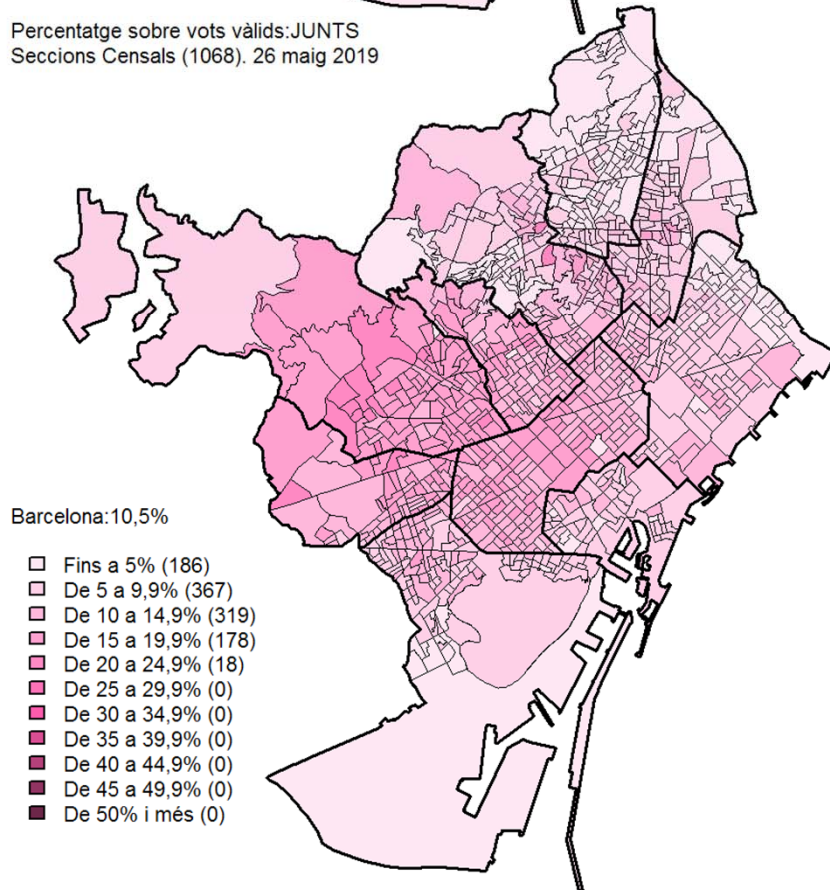 Percentatge sobre vots vàlids:JUNTS
Seccions Censals (1068). 26 maig 2019
Barcelona:10,5%
Fins a 5% (186)
De 5 a 9,9% (367)
De 10 a 14,9% (319)
De 15 a 19,9% (178)
De 20 a 24,9% (18)
De 25 a 29,9% (0)
De 30 a 34,9% (0)
De 35 a 39,9% (0)
De 40 a 44,9% (0)
De 45 a 49,9% (0)
De 50% i més (0)